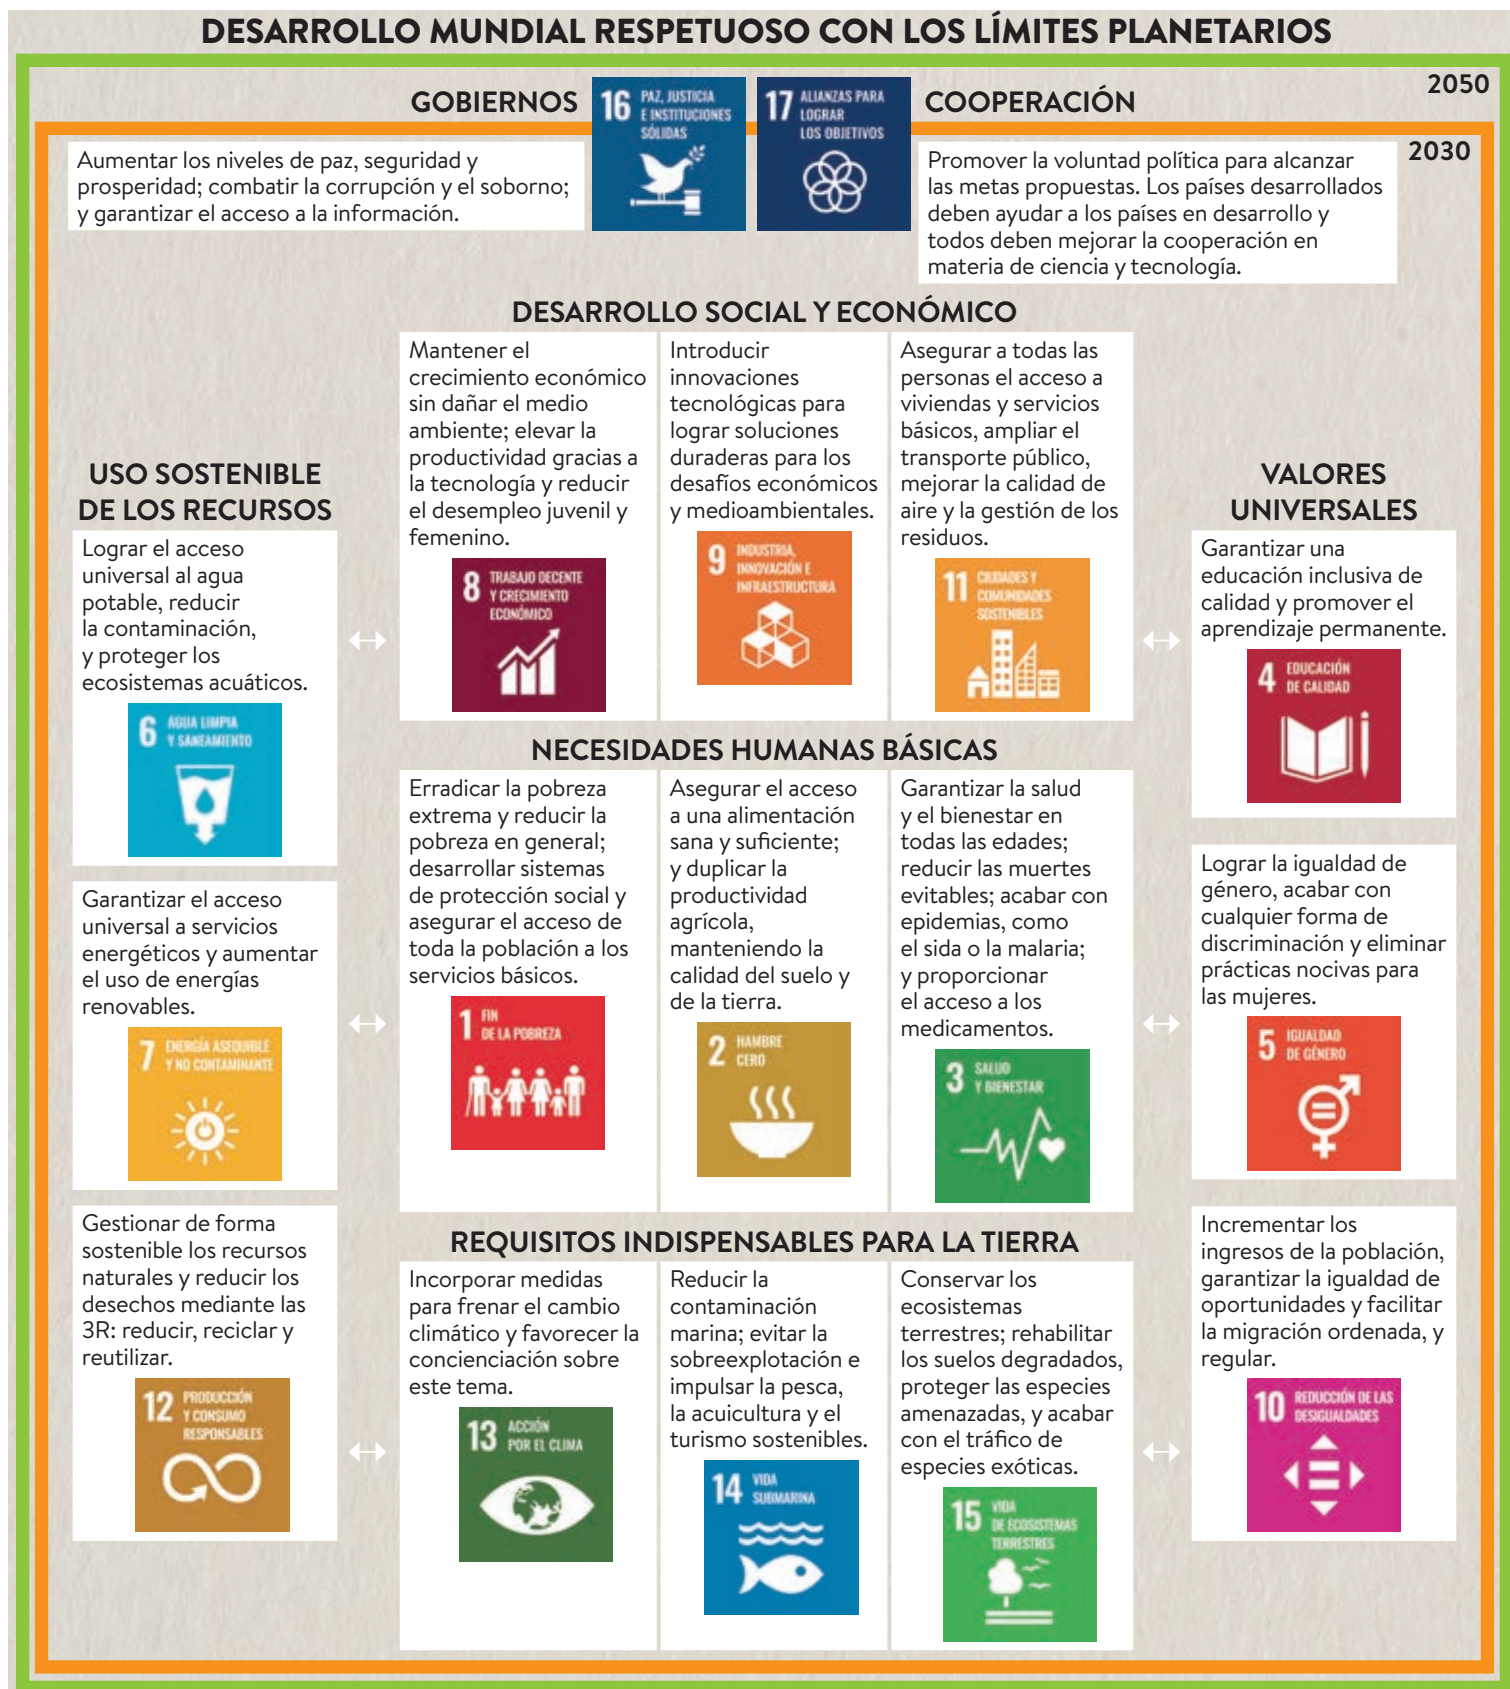 DESARROLLO MUNDIAL RESPETUOSO CON LOS LÍMITES PLANETARIOS
2050
GOBIERNOS
16 PAZ, JUSTICIA
E INSTITUCIONES
SÓLIDAS
17 ALIANZAS PARA
LOGRAR
LOS OBJETIVOS
COOPERACIÓN
2030
Aumentar los niveles de paz, seguridad y
prosperidad; combatir la corrupción y el soborno;
y garantizar el acceso a la información.
Promover la voluntad política para alcanzar
las metas propuestas. Los países desarrollados
deben ayudar a los países en desarrollo y
todos deben mejorar la cooperación en
materia de ciencia y tecnología.
USO SOSTENIBLE
DE LOS RECURSOS
Lograr el acceso
universal al agua
potable, reducir
la contaminación,
y proteger los
ecosistemas acuáticos.
6 AGUA LIMPIA
Y SANEAMIENTO
Garantizar el acceso
universal a servicios
energéticos y aumentar
el uso de energías
renovables.
7 ENERGÍA ASEQUIBLE
Y NO CONTAMINANTE
Gestionar de forma
sostenible los recursos
naturales y reducir los
desechos mediante las
3R: reducir, reciclar y
reutilizar.
12 PRODUCCIÓN
Y CONSUMO
RESPONSABLES
DESARROLLO SOCIAL Y ECONÓMICO
Mantener el
crecimiento económico
sin dañar el medio
ambiente; elevar la
productividad gracias a
la tecnología y reducir
el desempleo juvenil y
femenino.
8 TRABAJO DECENTE
Y CRECIMIENTO
ECONÓMICO
Introducir
innovaciones
tecnológicas para
lograr soluciones
duraderas para los
desafíos económicos
y medioambientales.
9 INDUSTRIA,
INNOVACIÓN E
INFRAESTRUCTURA
Asegurar a todas las
personas el acceso a
viviendas y servicios
básicos, ampliar el
transporte público,
mejorar la calidad de
aire y la gestión de los
residuos.
11 CIUDADES Y
COMUNIDADES
SOSTENIBLES
NECESIDADES HUMANAS BÁSICAS
Erradicar la pobreza
extrema y reducir la
pobreza en general;
desarrollar sistemas
de protección social y
asegurar el acceso de
toda la población a los
servicios básicos.
1 FIN
DE LA POBREZA
Asegurar el acceso
a una alimentación
sana y suficiente;
y duplicar la
productividad
agrícola,
manteniendo la
calidad del suelo y
de la tierra.
2 HAMBRE
CERO
Garantizar la salud
y el bienestar en
todas las edades;
reducir las muertes
evitables; acabar con
epidemias, como
el sida o la malaria;
y proporcionar
el acceso a los
medicamentos.
3 SALUD
Y BIENESTAR
REQUISITOS INDISPENSABLES PARA LA TIERRA
Incorporar medidas
para frenar el cambio
climático y favorecer la
concienciación sobre
este tema.
13 ACCIÓN
POR EL CLIMA
Reducir la
contaminación
marina; evitar la
sobreexplotación e
impulsar la pesca,
la acuicultura y el
turismo sostenibles.
14 VIDA
SUBMARINA
Conservar los
ecosistemas
terrestres; rehabilitar
los suelos degradados,
proteger las especies
amenazadas, y acabar
con el tráfico de
especies exóticas.
15 VIDA
DE ECOSISTEMAS
TERRESTRES
VALORES
UNIVERSALES
Garantizar una
educación inclusiva de
calidad y promover el
aprendizaje permanente.
4 EDUCACIÓN
DE CALIDAD
Lograr la igualdad de
género, acabar con
cualquier forma de
discriminación y eliminar
prácticas nocivas para
las mujeres.
5 IGUALDAD
DE GÉNERO
Incrementar los
ingresos de la población,
garantizar la igualdad de
oportunidades y facilitar
la migración ordenada, y
regular.
10 REDUCCIÓN DE LAS
DESIGUALDADES